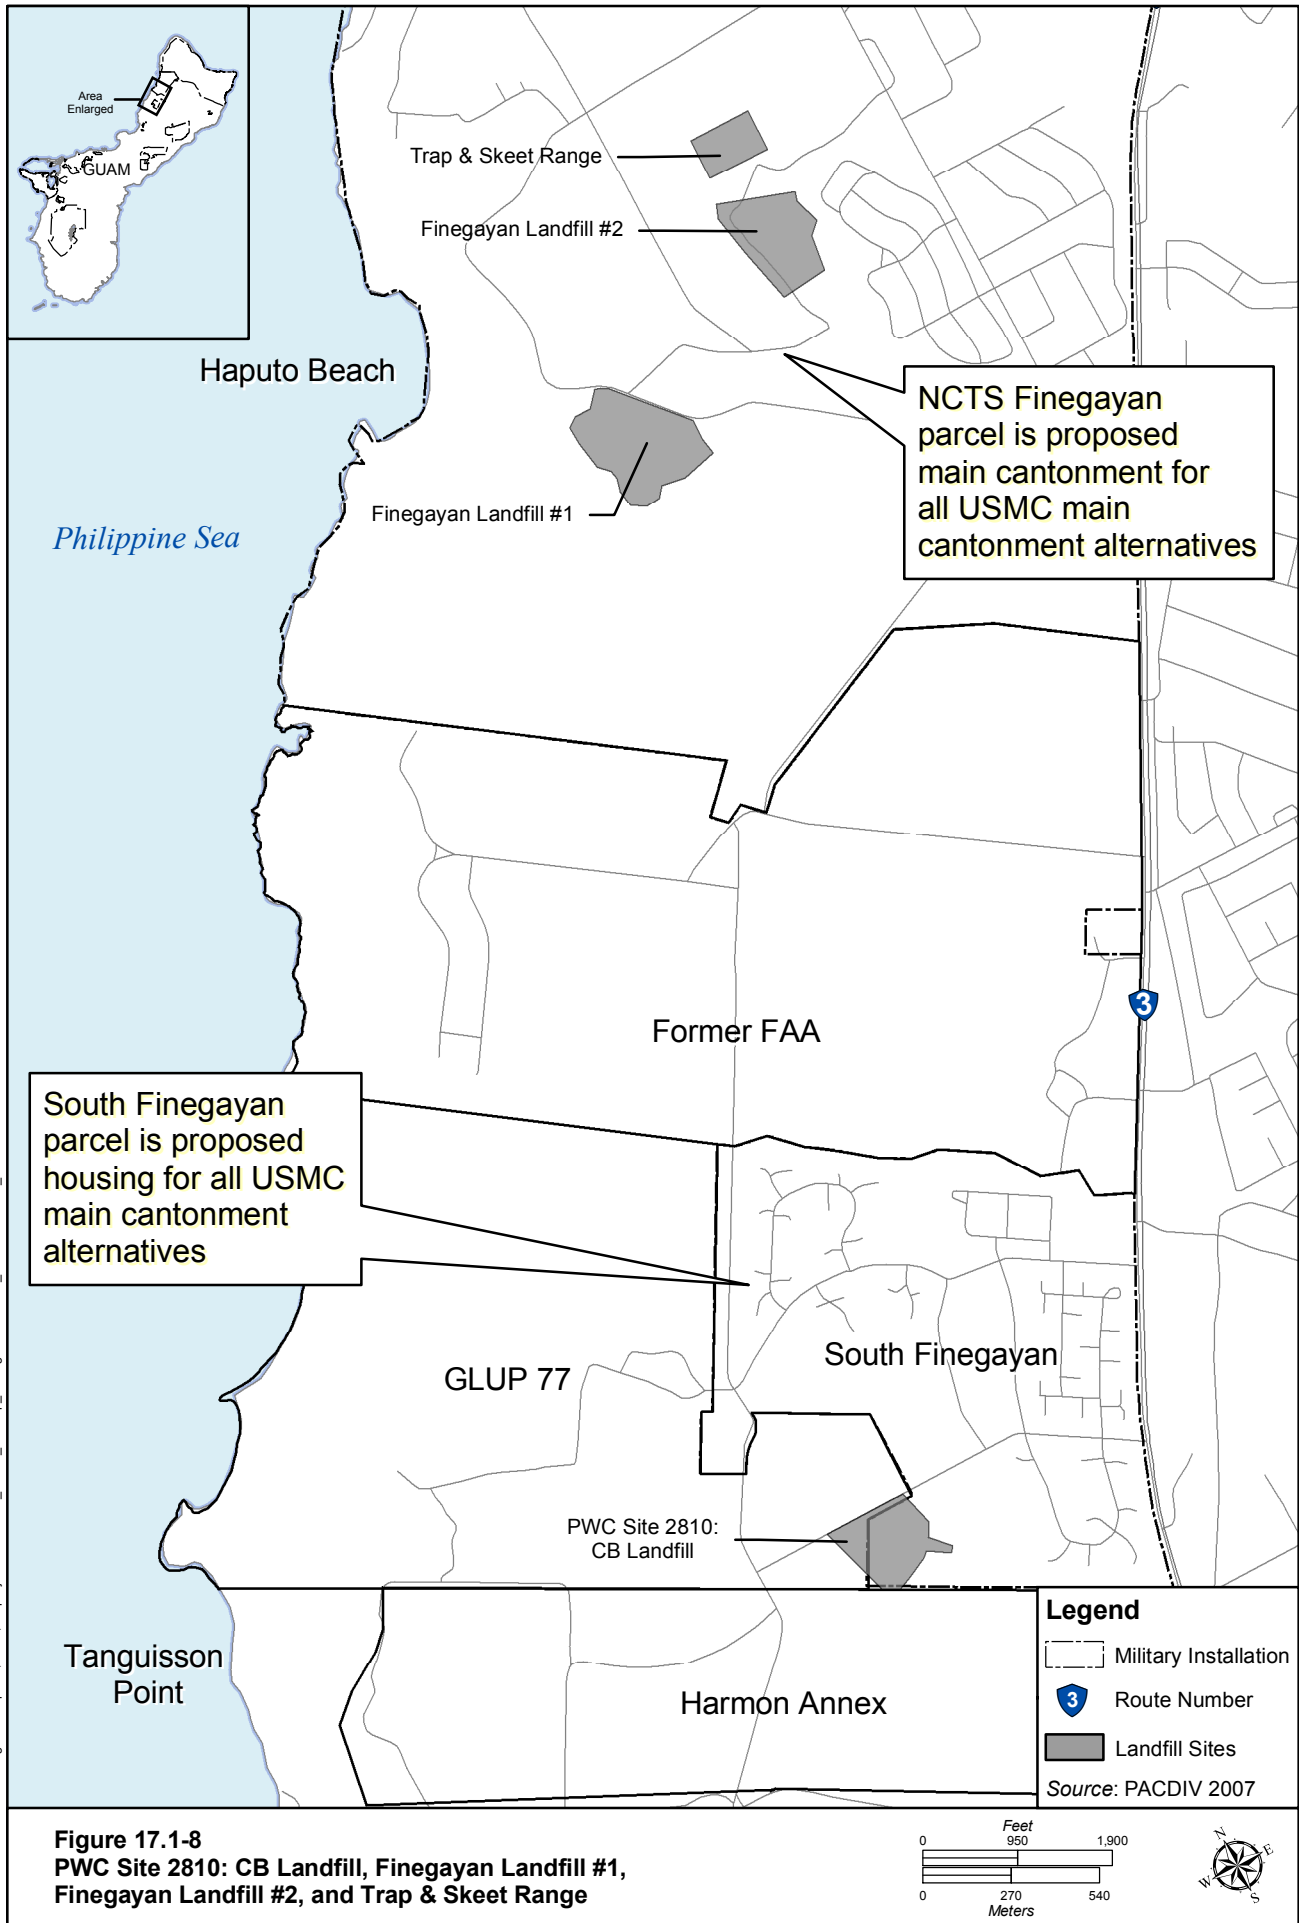 Area
Enlarged
GUAM
Trap & Skeet Range
Finegayan Landfill #2
Haputo Beach
NCTS Finegayan
parcel is proposed
main cantonment for
all USMC main
cantonment alternatives
Finegayan Landfill #1
Philippine Sea
3
Former FAA
South Finegayan
parcel is proposed
housing for all USMC
main cantonment
alternatives
South Finegayan
GLUP 77
PWC Site 2810:
CB Landfill
Tanguisson
Point
Harmon Annex
Legend
Military Installation
3 Route Number
Landfill Sites
Source: PACDIV 2007
Figure 17.1-8
PWC Site 2810: CB Landfill, Finegayan Landfill #1,
Finegayan Landfill #2, and Trap & Skeet Range
Feet
0 950 1,900
0 270 540
Meters
N
E
W
S